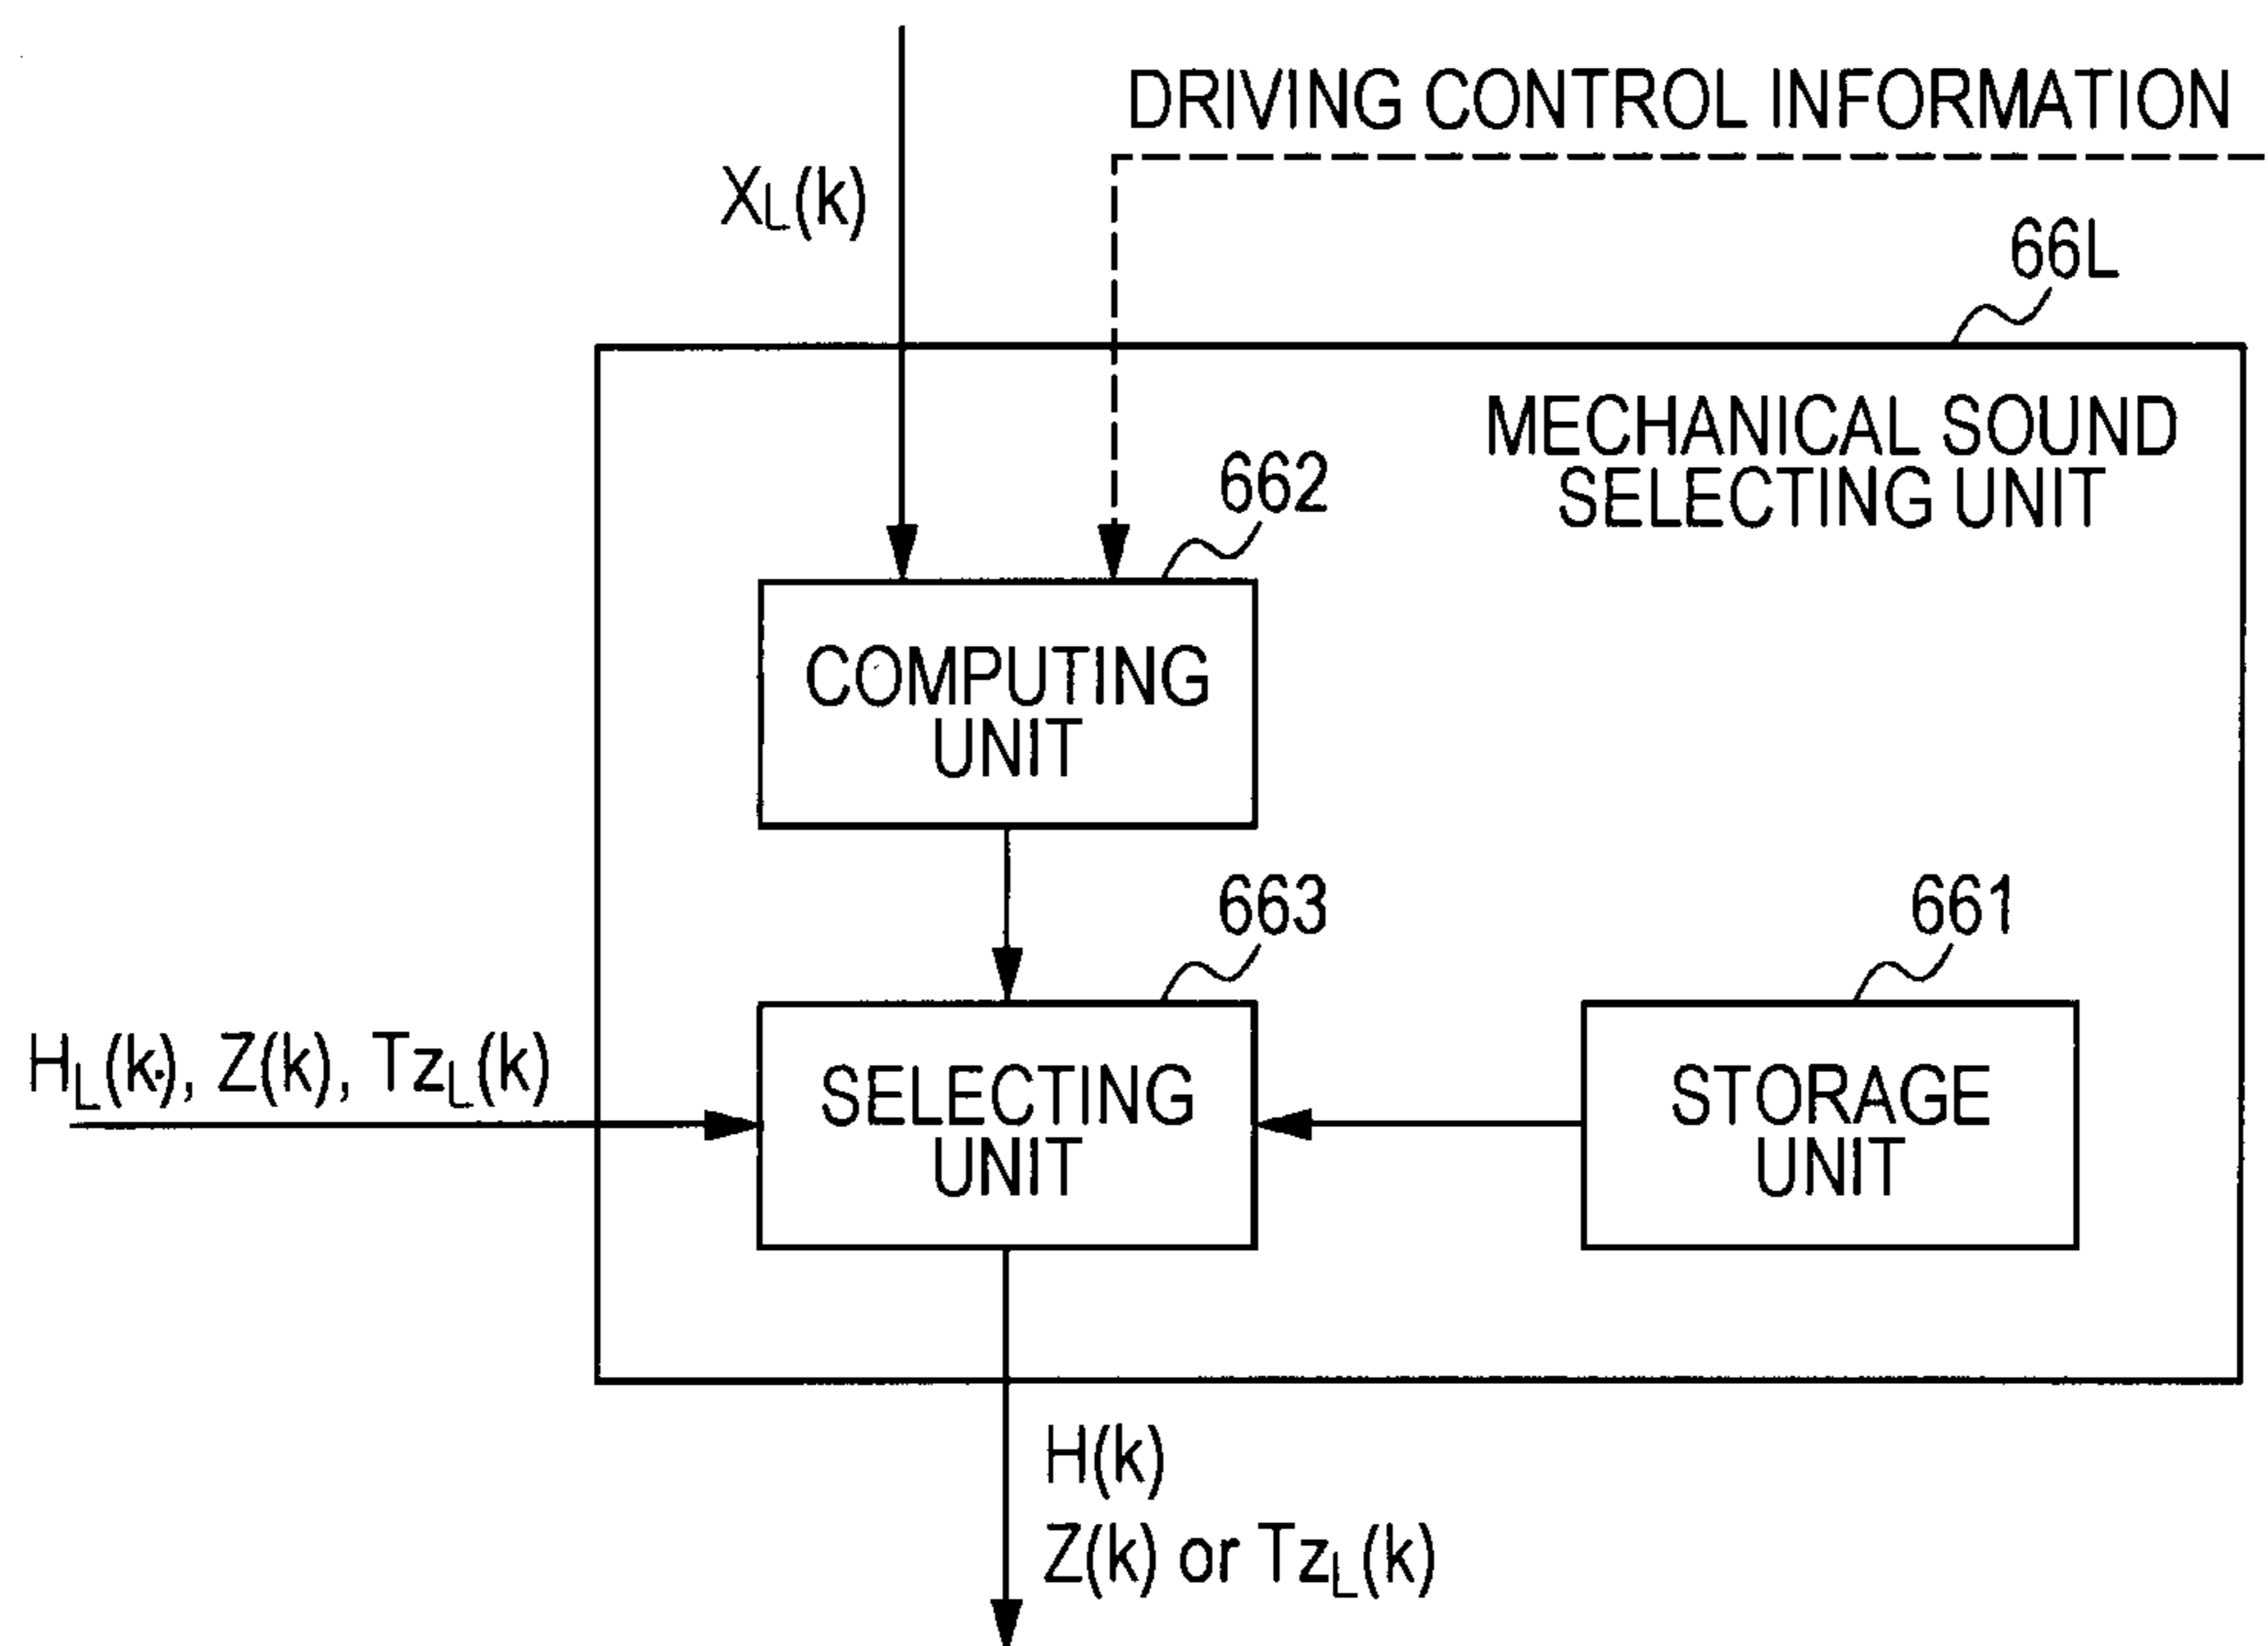 DRIVING CONTROL INFORMATION
XL(k)
66L
MECHANICAL SOUND
SELECTING UNIT
662
COMPUTING
UNIT
663
661
HL(k), Z(k), TzL(k)
SELECTING
UNIT
STORAGE
UNIT
H(k)
Z(k) or TzL(k)